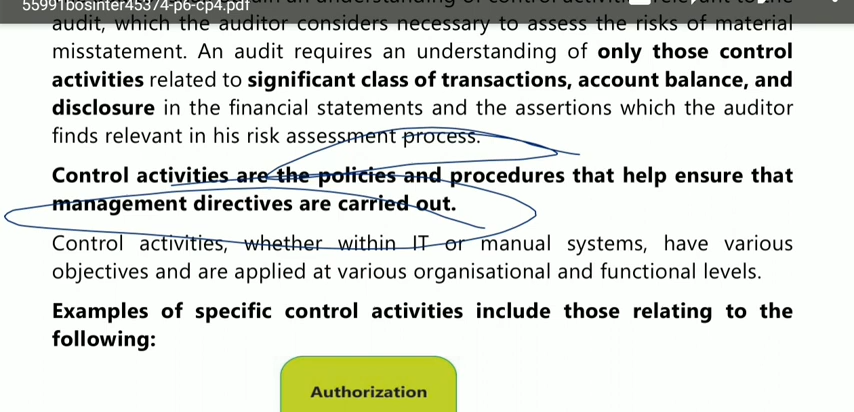 55991bosinter45374-p6-cp4.pdf
audit, which the auditor considers necessary to assess the risks of material
misstatement. An audit requires an understanding of only those control
activities related to significant class of transactions, account balance, and
disclosure in the financial statements and the assertions which the auditor
finds relevant in his risk assessment process.
Control activities are the policies and procedures that help ensure that
management directives are carried out.
Control activities, whether within IT or manual systems, have various
objectives and are applied at various organisational and functional levels.
Examples of specific control activities include those relating to the
following:
Authorization